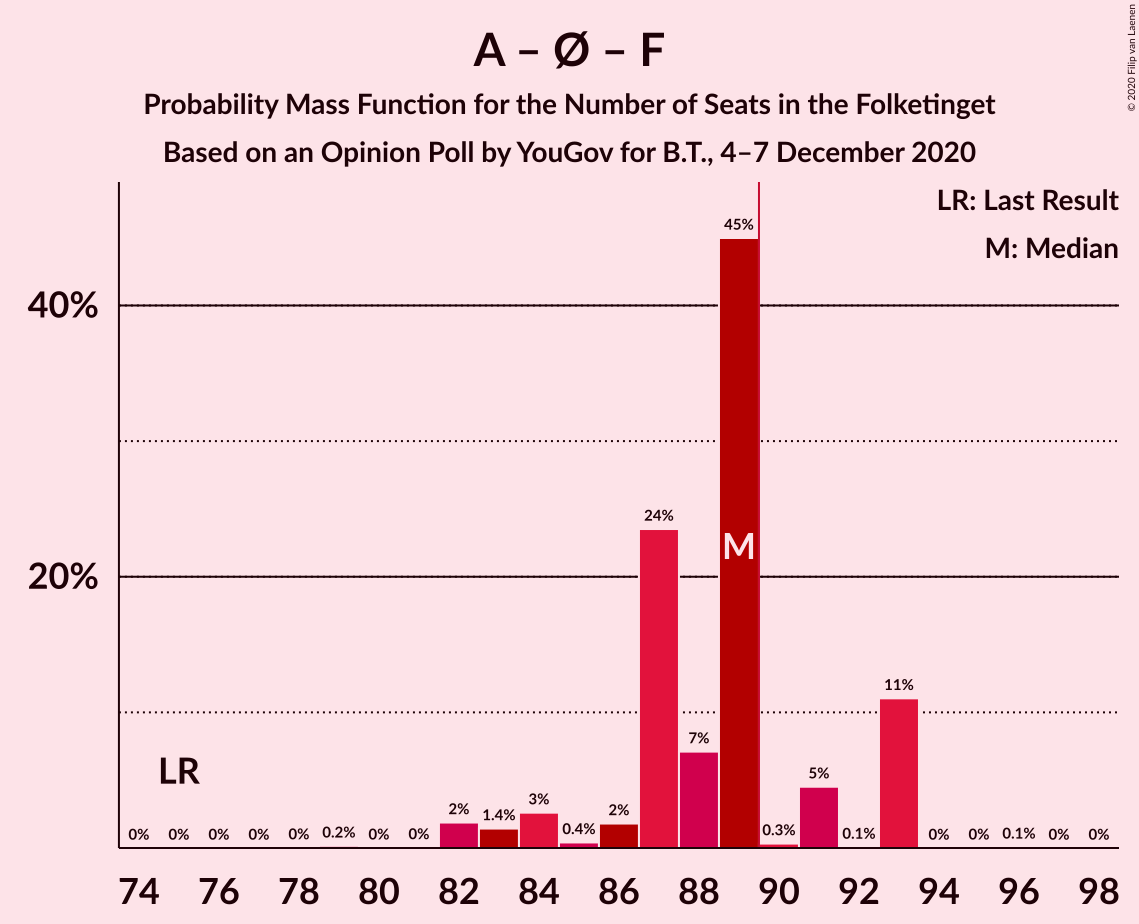 A – Ø – F
Probability Mass Function for the Number of Seats in the Folketinget
Based on an Opinion Poll by YouGov for B.T., 4–7 December 2020
© 2020 Filip van Laenen
LR: Last Result
M: Median
40%
20%
45%
24%
M
11%
7%
5%
LR
3%
2%
1.4%
0.4%
2%
0.3%
0.1%
0% 0% 0% 0% 0% 0.2% 0% 0% 0% 0% 0.1% 0% 0%
74 76 78 80 82 84 86 88 90 92 94 96 98